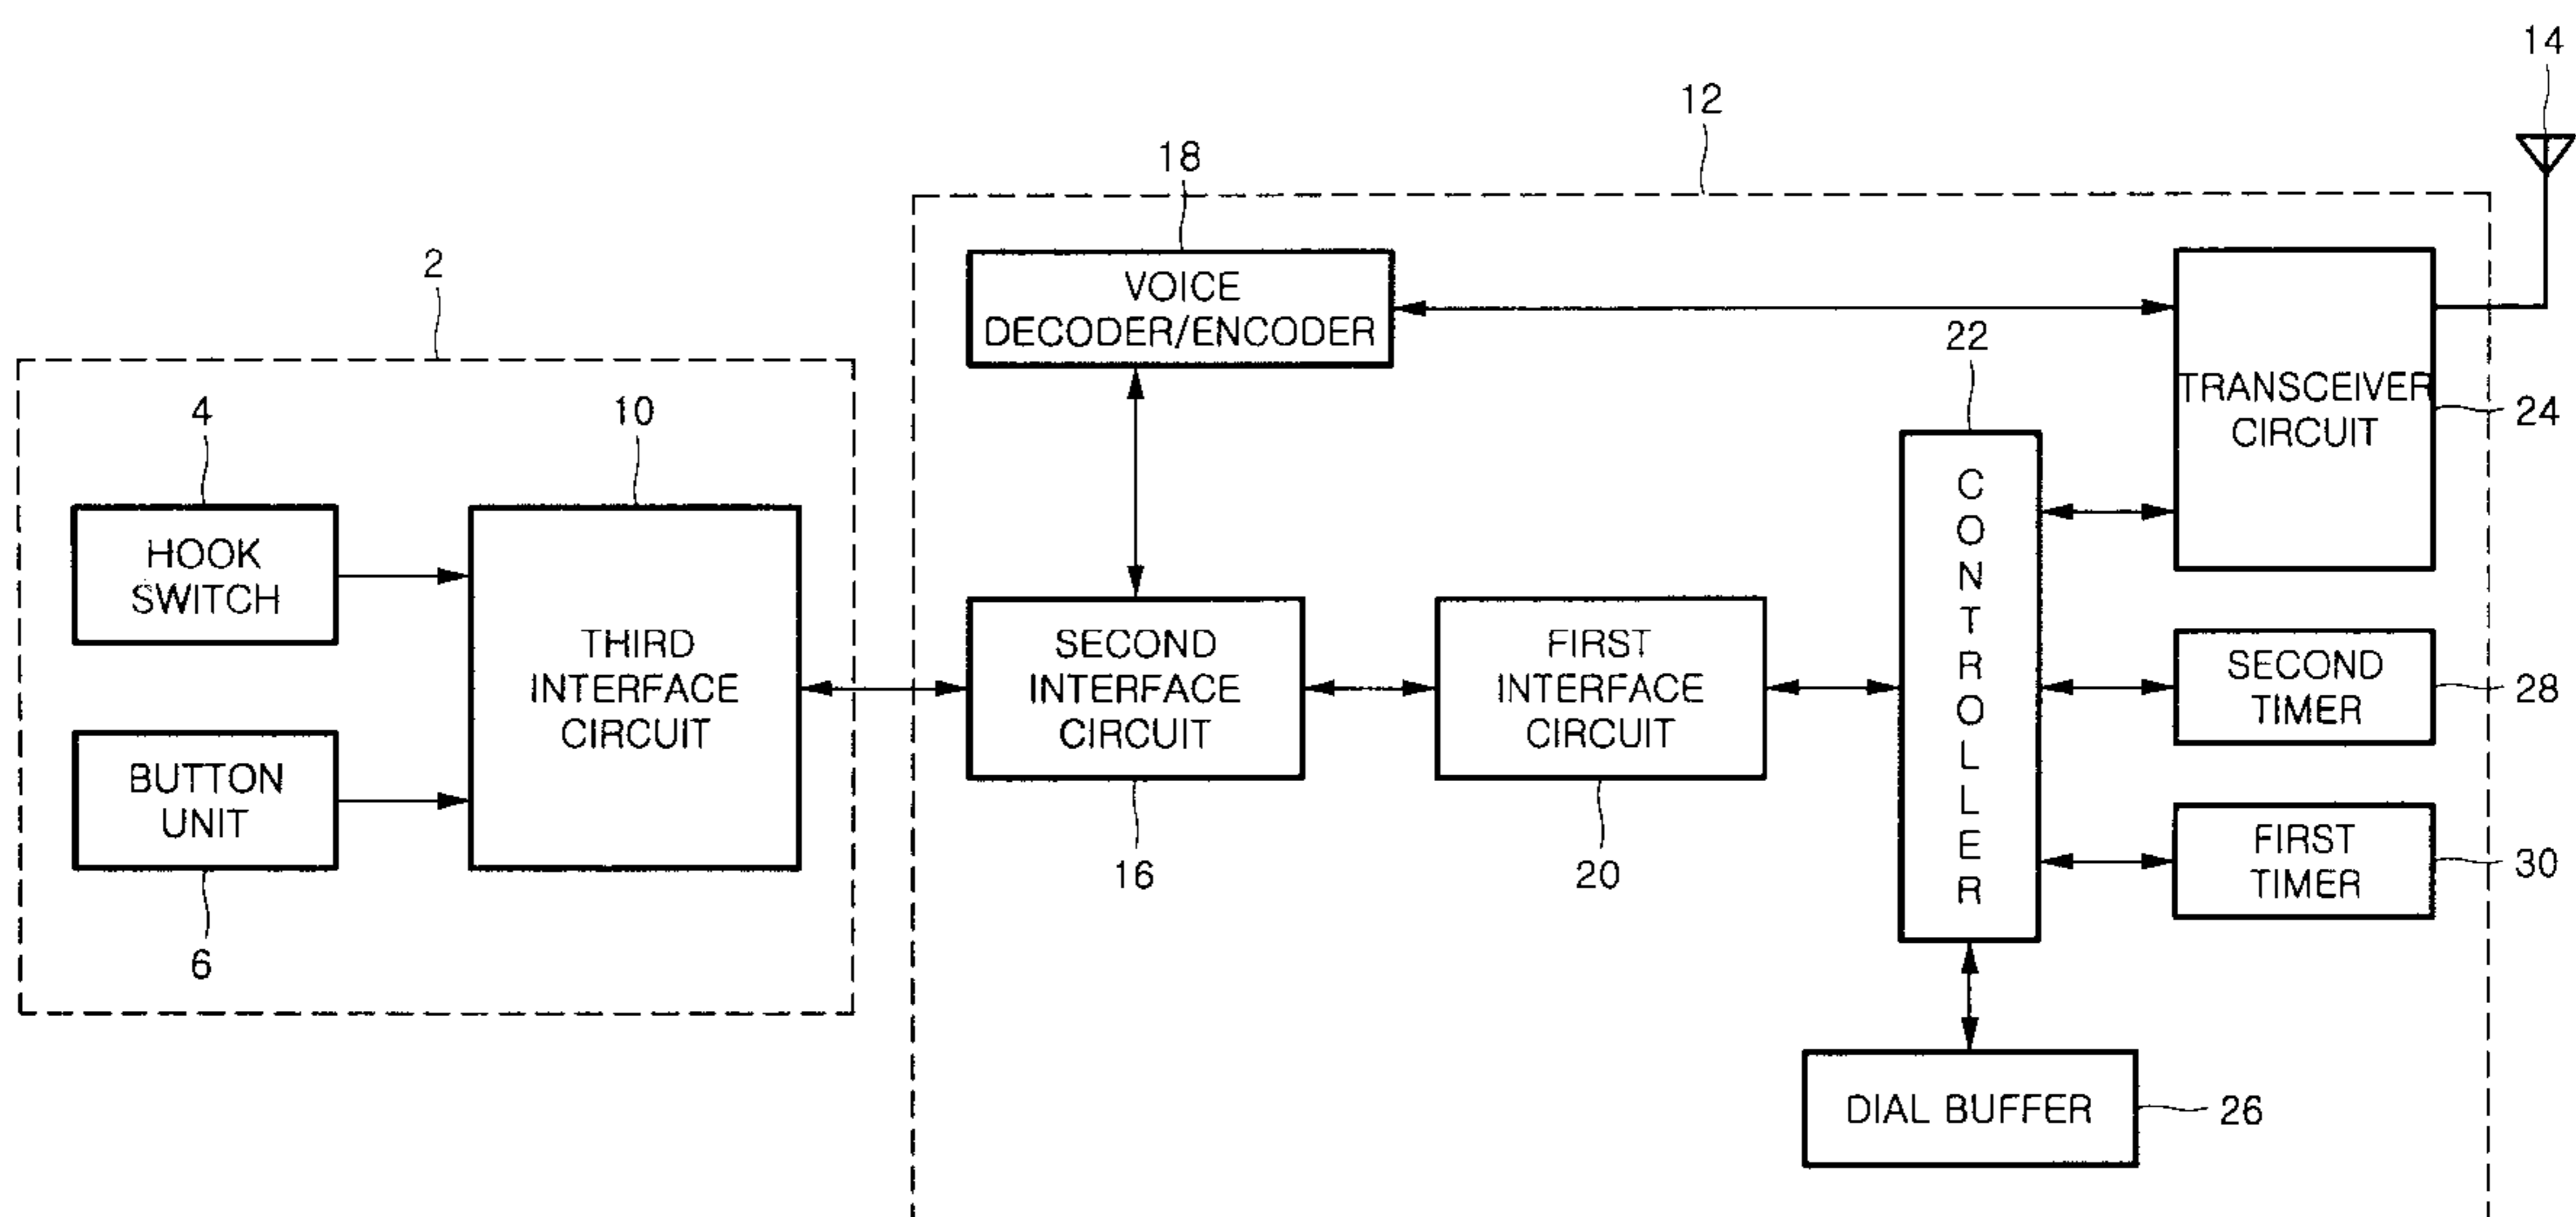 14
12
18
2
VOICE
DECODER/ENCODER
22
TRANSCEIVER
CIRCUIT
24
4
10
HOOK
SWITCH
THIRD
INTERFACE
CIRCUIT
BUTTON
UNIT
6
SECOND
INTERFACE
CIRCUIT
16
FIRST
INTERFACE
CIRCUIT
20
CONTROLLER
SECOND
TIMER
28
FIRST
TIMER
30
DIAL BUFFER
26